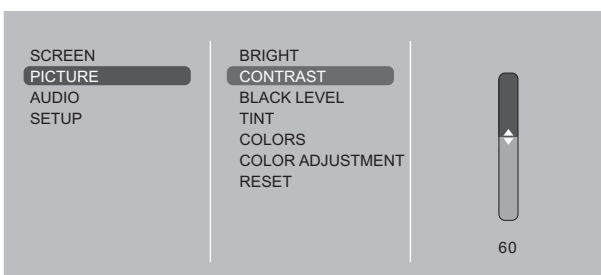 SCREEN
PICTURE
AUDIO
SETUP
BRIGHT
CONTRAST
BLACK LEVEL
TINT
COLORS
COLOR ADJUSTMENT
RESET
60